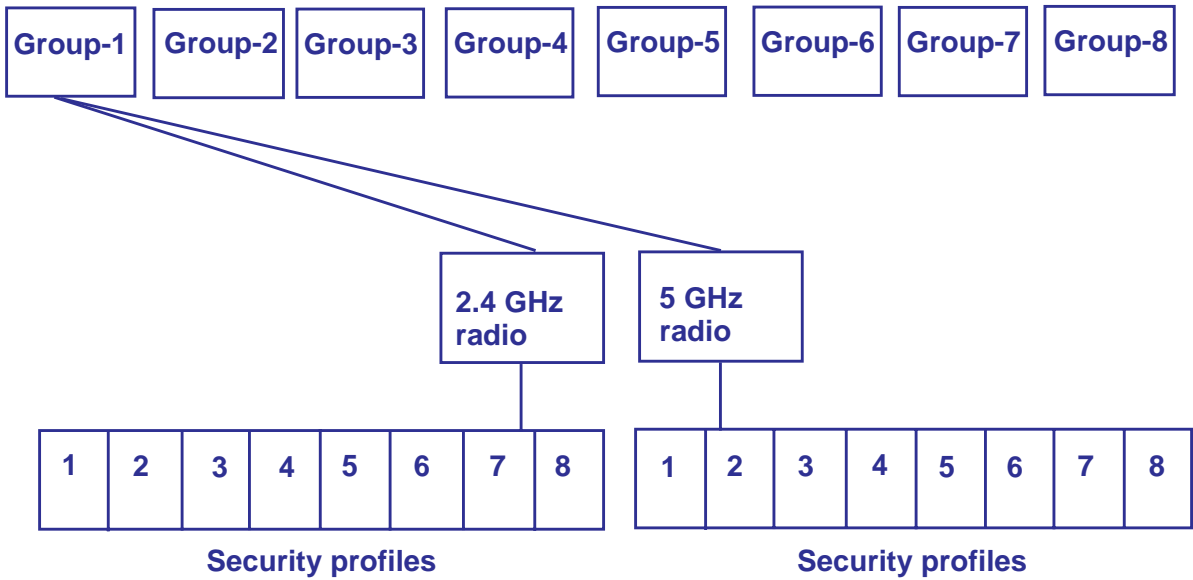 Group-1 Group-2 Group-3 Group-4 Group-5 Group-6 Group-7 Group-8
2.4 GHz
radio
5 GHz
radio
1 2 3 4 5 6 7 8
1 2 3 4 5 6 7 8
Security profiles
Security profiles